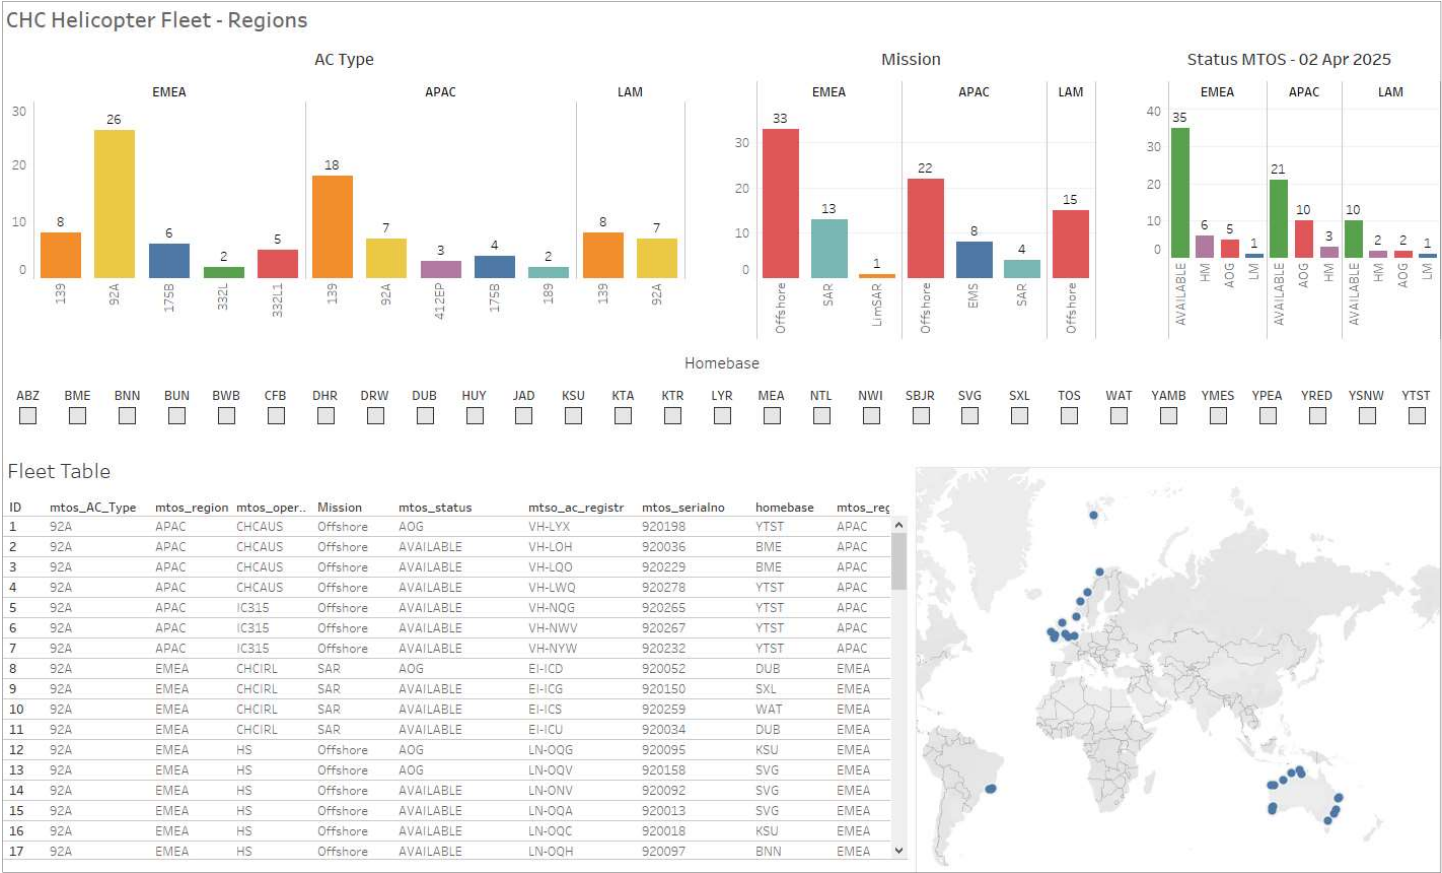 CHC Helicopter Fleet - Regions
AC Type
EMEA APAC LAM
30
20
10
0
8 26 6 2 5 18 7 3 4 2 8 7
139 92A 175B 332L 332L1 139 92A 412EP 175B 189 139 92A
Mission
EMEA APAC LAM
30
20
10
0
33 13 1 22 8 4 15
Offshore SAR LimSAR Offshore EMS SAR Offshore
Status MTOS - 02 Apr 2025
EMEA APAC LAM
40
30
20
10
0
35 6 5 1 21 10 3 10 2 2 1
AVAILABLE HM AOG LM AVAILABLE AOG HM AVAILABLE HM AOG LM
Homebase
ABZ BME BNN BUN BWB CFB DHR DRW DUB HUY JAD KSU KTA KTR LYR MEA NTL NWI SBJR SVG SXL TOS WAT YAMB YMES YPEA YRED YSNW YTST
Fleet Table
ID mtos_AC_Type mtos_region mtos_oper.. Mission mtos_status mtso_ac_registr mtos_serialno homebase mtos_reg
1 92A APAC CHCAUS Offshore AOG VH-LYX 920198 YTST APAC
2 92A APAC CHCAUS Offshore AVAILABLE VH-LOH 920036 BME APAC
3 92A APAC CHCAUS Offshore AVAILABLE VH-LQO 920229 BME APAC
4 92A APAC CHCAUS Offshore AVAILABLE VH-LWQ 920278 YTST APAC
5 92A APAC IC315 Offshore AVAILABLE VH-NQG 920265 YTST APAC
6 92A APAC IC315 Offshore AVAILABLE VH-NWV 920267 YTST APAC
7 92A APAC IC315 Offshore AVAILABLE VH-NYW 920232 YTST APAC
8 92A EMEA CHCIRL SAR AOG EI-ICD 920052 DUB EMEA
9 92A EMEA CHCIRL SAR AVAILABLE EI-ICG 920150 SXL EMEA
10 92A EMEA CHCIRL SAR AVAILABLE EI-ICS 920259 WAT EMEA
11 92A EMEA CHCIRL SAR AVAILABLE EI-ICU 920034 DUB EMEA
12 92A EMEA HS Offshore AOG LN-OQG 920095 KSU EMEA
13 92A EMEA HS Offshore AOG LN-OQV 920158 SVG EMEA
14 92A EMEA HS Offshore AVAILABLE LN-ONV 920092 SVG EMEA
15 92A EMEA HS Offshore AVAILABLE LN-OQA 920013 SVG EMEA
16 92A EMEA HS Offshore AVAILABLE LN-OQC 920018 KSU EMEA
17 92A EMEA HS Offshore AVAILABLE LN-OQH 920097 BNN EMEA